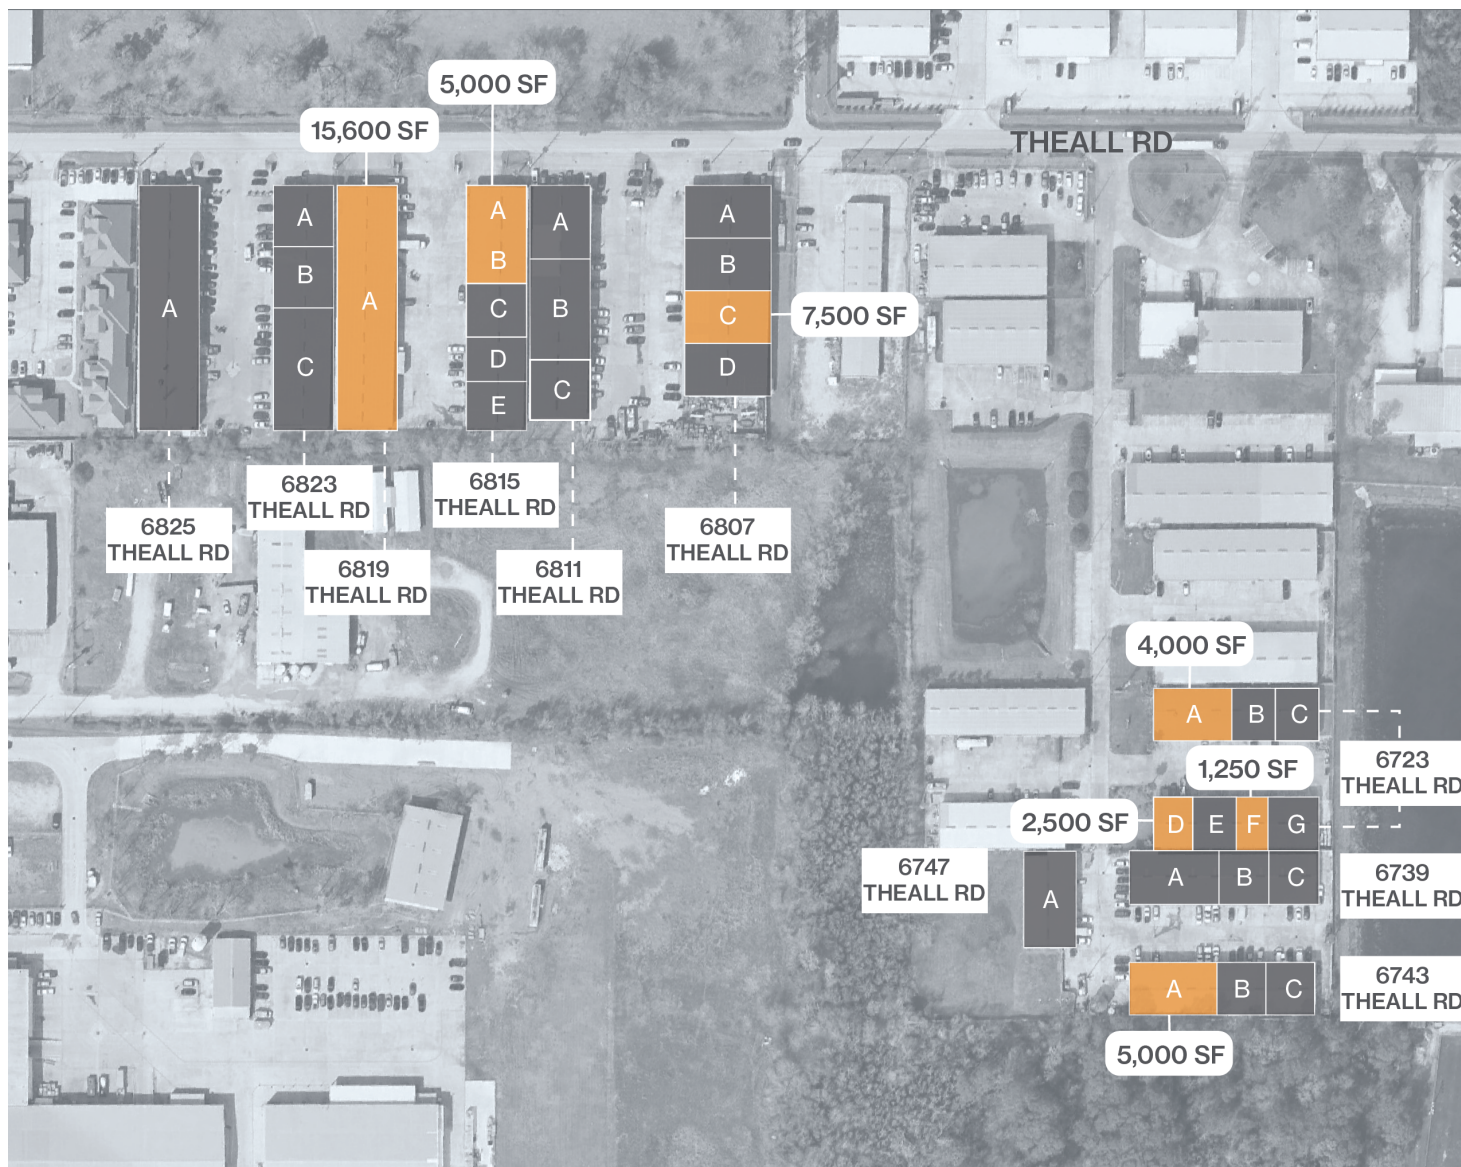 5,000 SF
15,600 SF
THEALL RD
A
A
B
C
A
A
B
C
D
E
A
B
C
A
B
C
D
7,500 SF
6825
THEALL RD
6823
THEALL RD
6819
THEALL RD
6815
THEALL RD
6811
THEALL RD
6807
THEALL RD
4,000 SF
A
B
C
6723
THEALL RD
1,250 SF
2,500 SF
D
E
F
G
6747
THEALL RD
A
A
B
C
6739
THEALL RD
A
B
C
6743
THEALL RD
5,000 SF